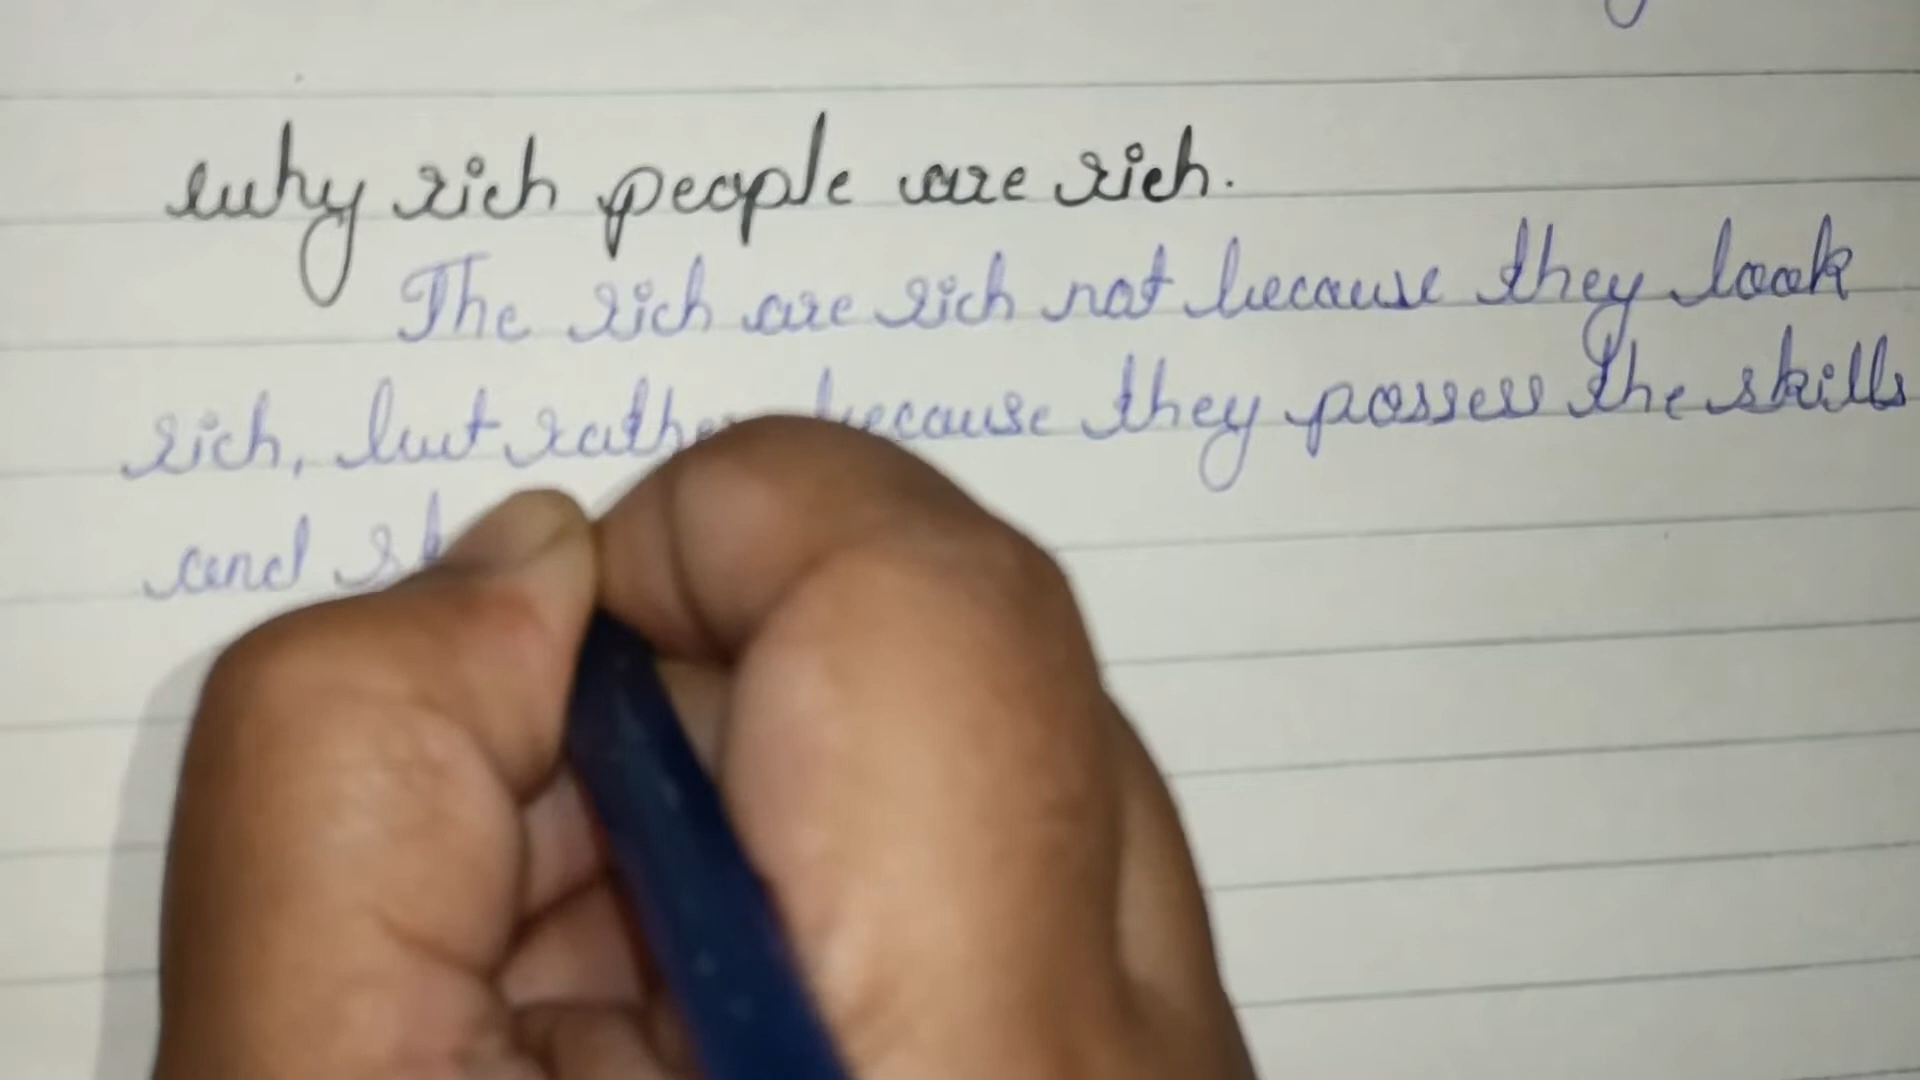 why rich people are rich.
The rich are rich not because they look
rich, but rather because they possess the skills
and